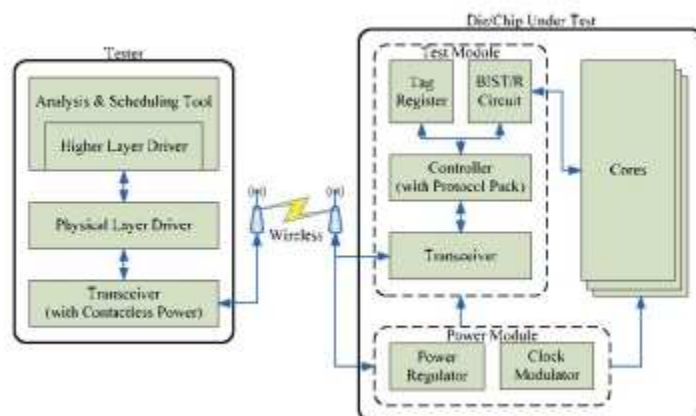 Tester
Analysis & Scheduling Tool
Higher Layer Driver
Physical Layer Driver
Transceiver
(with Contactless Power)
Wireless
Die/Chip Under Test
Test Module
Tag
Register
BIST/R
Circuit
Controller
(with Protocol Pack)
Transceiver
Cores
Power Module
Power
Regulator
Clock
Modulator